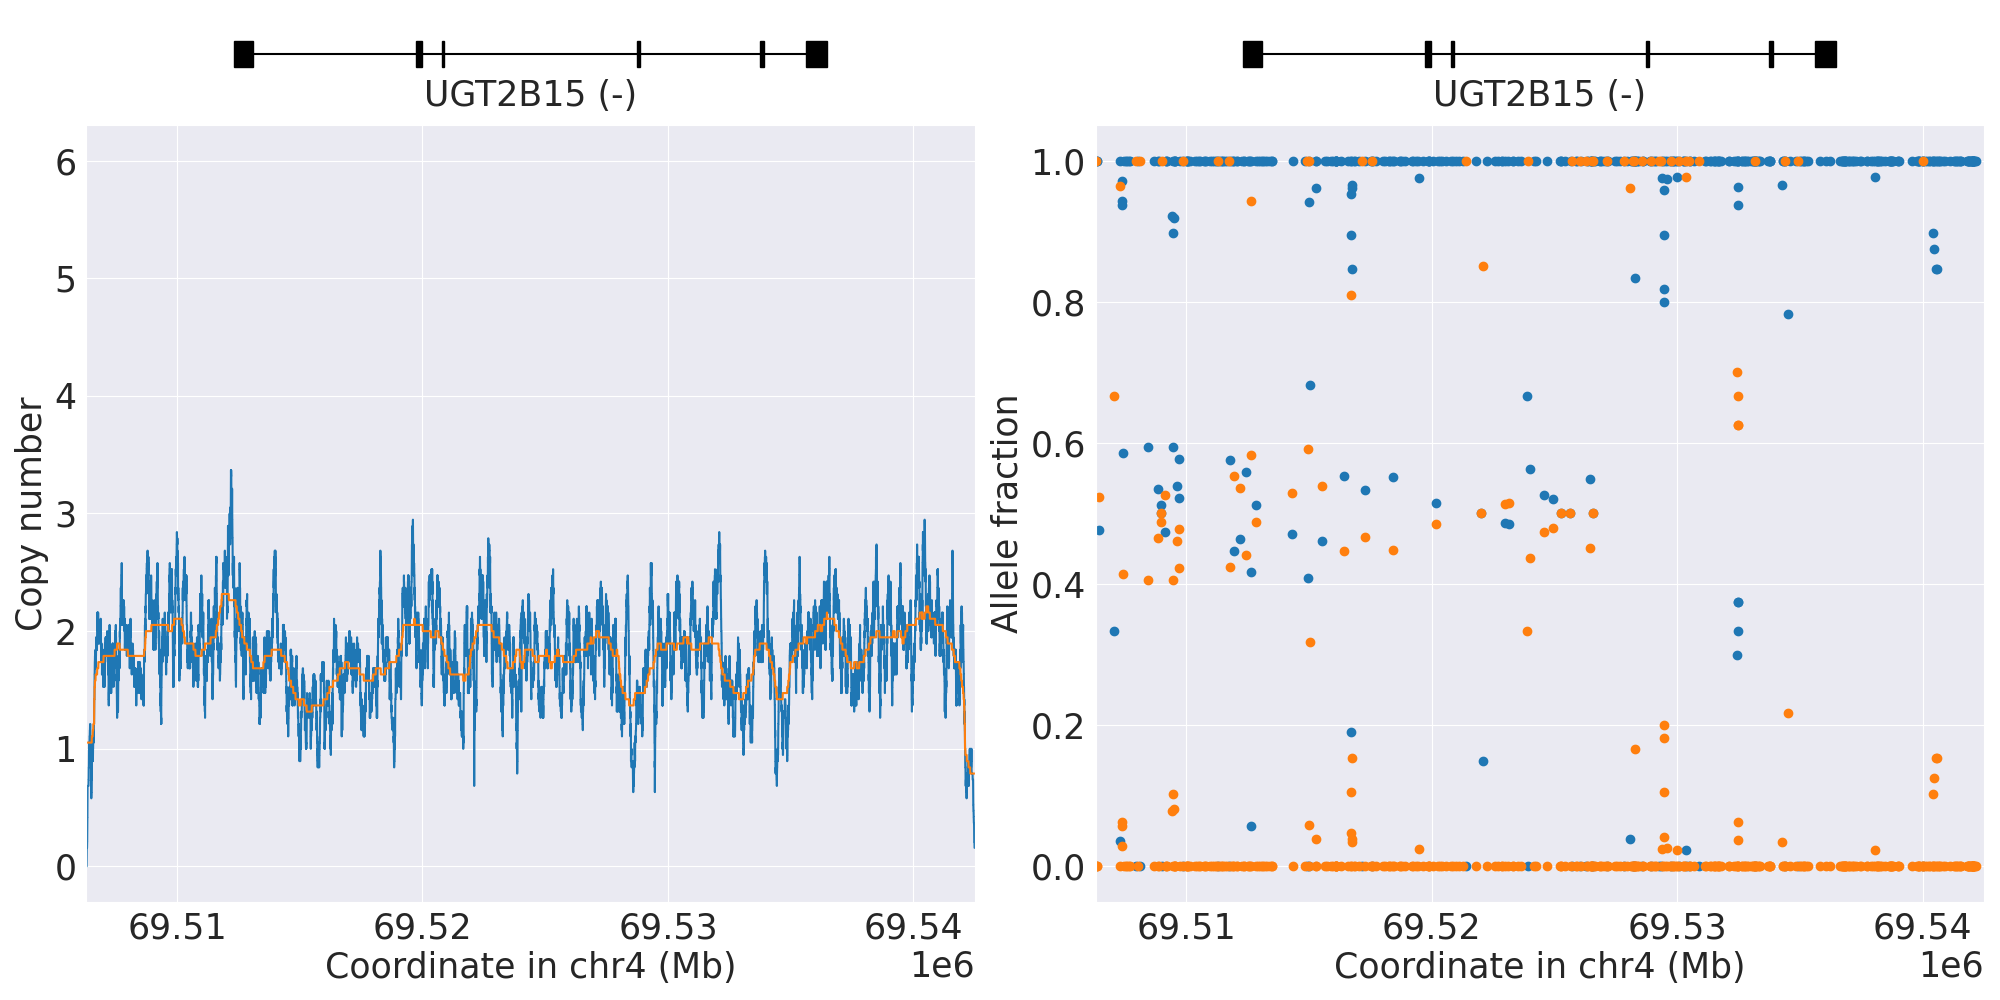 UGT2B15 (-)
6
5
4
3
2
1
0
Copy number
69.51 69.52 69.53 69.54
Coordinate in chr4 (Mb) 1e6
UGT2B15 (-)
1.0
0.8
0.6
0.4
0.2
0.0
Allele fraction
69.51 69.52 69.53 69.54
Coordinate in chr4 (Mb) 1e6